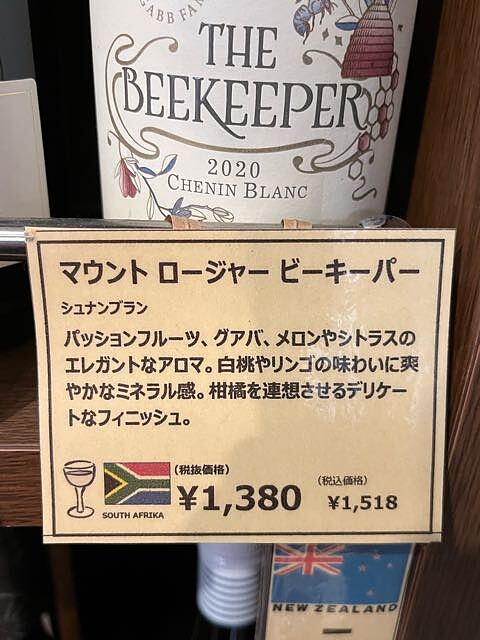 GABB FAM
THE
BEEKEEPER
2020
CHENIN BLANC
マウント ロージャー ビーキーパー
シュナンブラン
パッションフルーツ、グアバ、メロンやシトラスの
エレガントなアロマ。白桃やリンゴの味わいに爽
やかなミネラル感。柑橘を連想させるデリケー
トなフィニッシュ。
(税抜価格)
¥1,380
(税込価格)
¥1,518
SOUTH AFRIKA
NEW ZEALAND